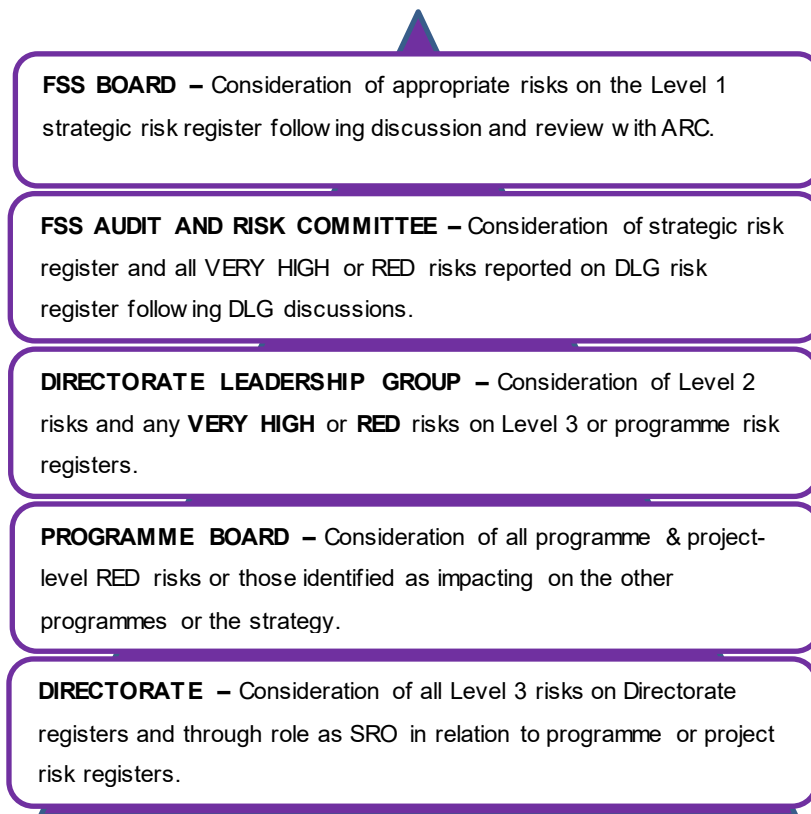 FSS BOARD – Consideration of appropriate risks on the Level 1
strategic risk register following discussion and review with ARC.
FSS AUDIT AND RISK COMMITTEE – Consideration of strategic risk
register and all VERY HIGH or RED risks reported on DLG risk
register following DLG discussions.
DIRECTORATE LEADERSHIP GROUP – Consideration of Level 2
risks and any VERY HIGH or RED risks on Level 3 or programme risk
registers.
PROGRAMME BOARD – Consideration of all programme & project-
level RED risks or those identified as impacting on the other
programmes or the strategy.
DIRECTORATE – Consideration of all Level 3 risks on Directorate
registers and through role as SRO in relation to programme or project
risk registers.